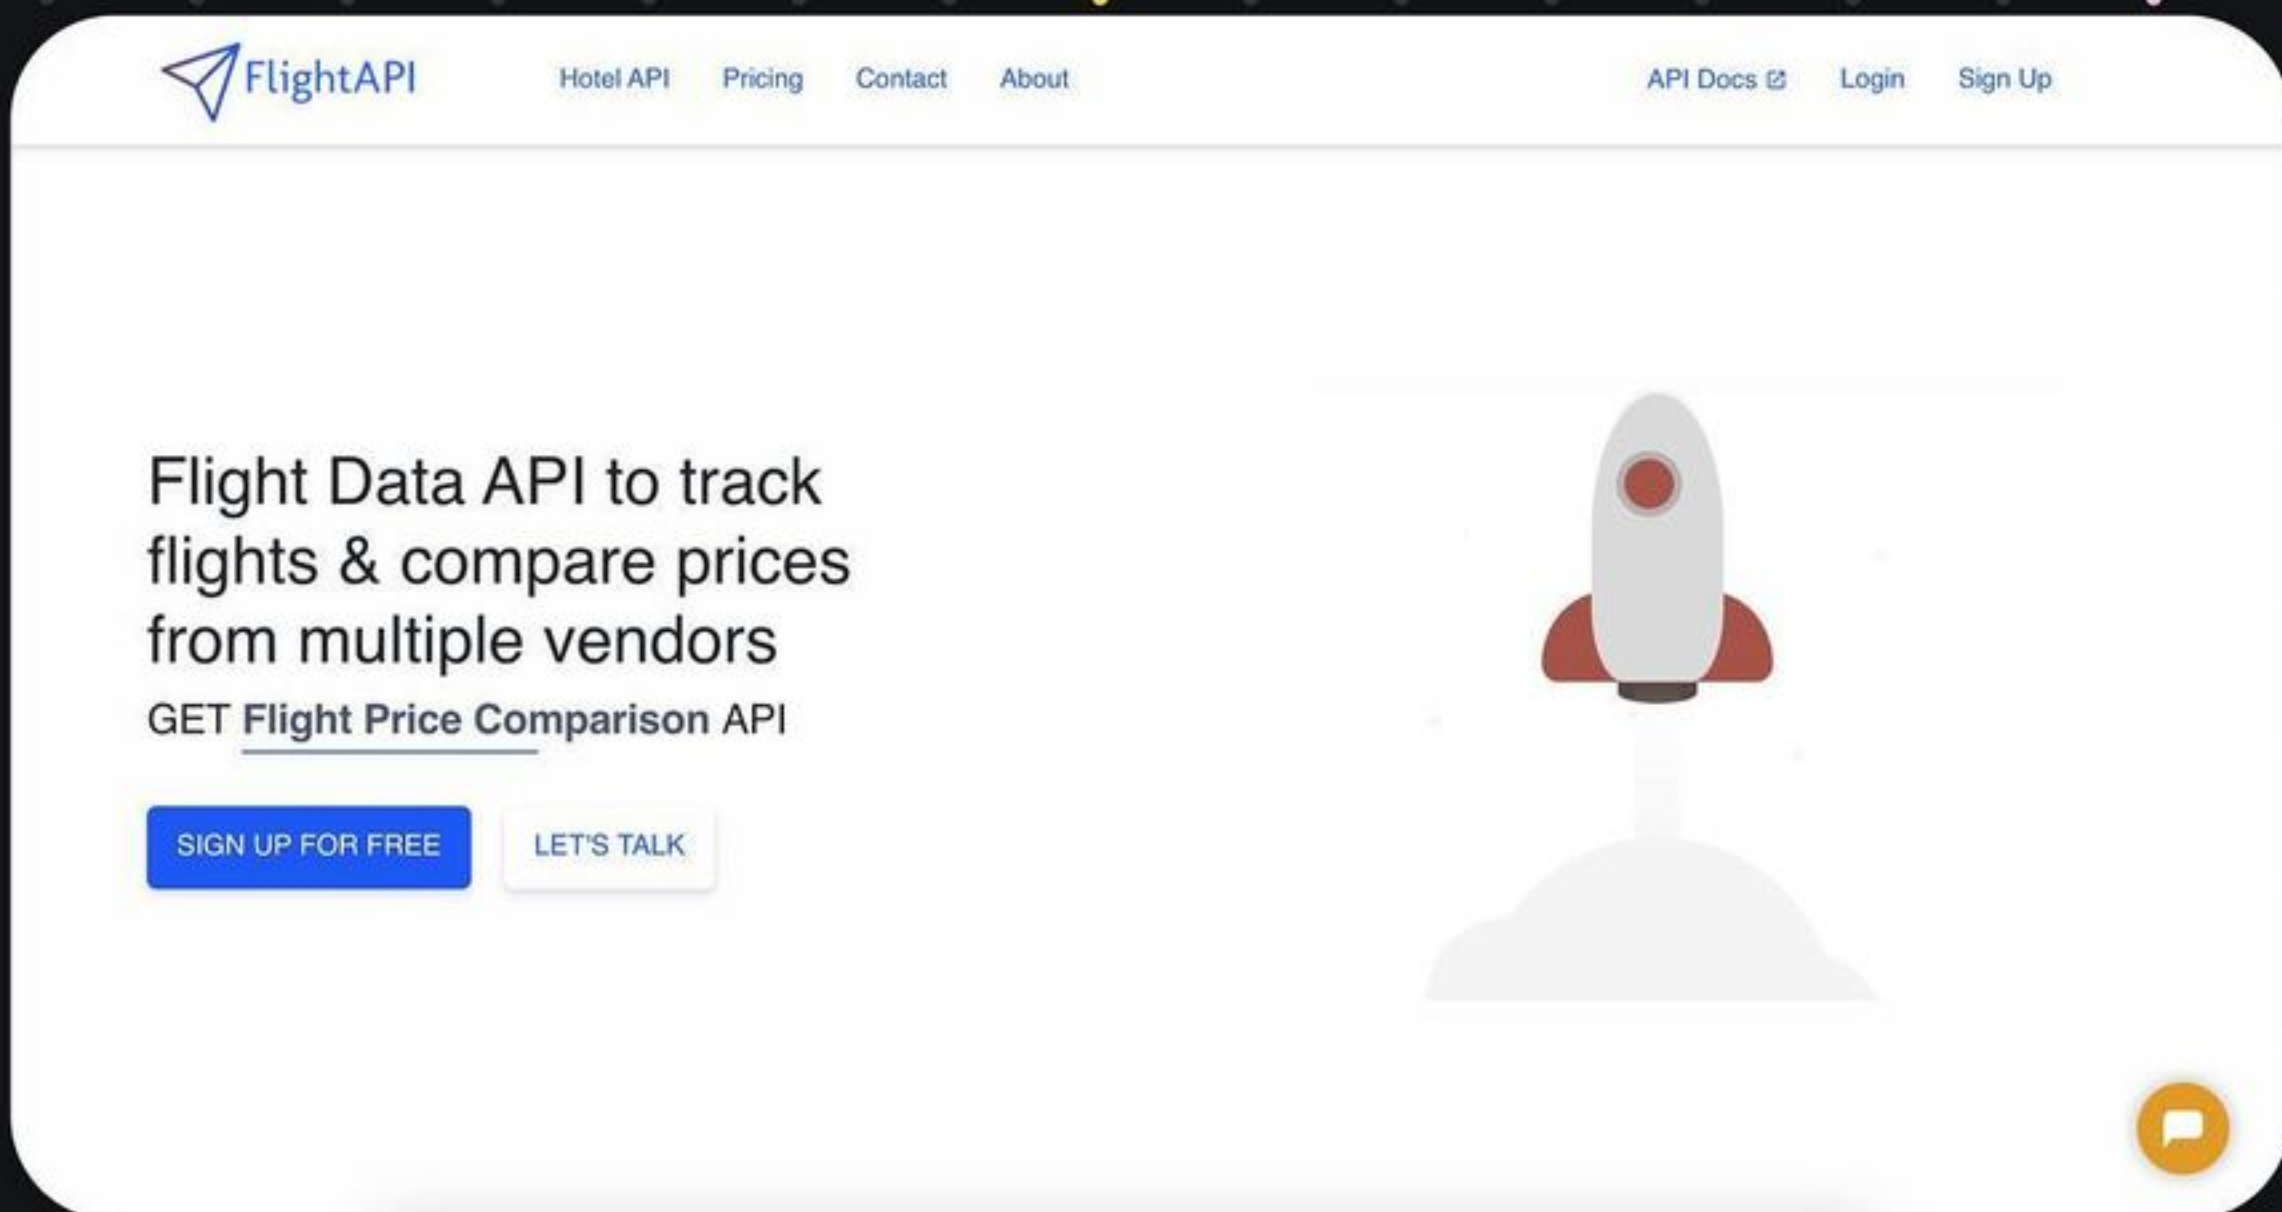 FlightAPI
Hotel API
Pricing
Contact
About
API Docs
Login
Sign Up
Flight Data API to track
flights & compare prices
from multiple vendors
GET Flight Price Comparison API
SIGN UP FOR FREE
LET'S TALK